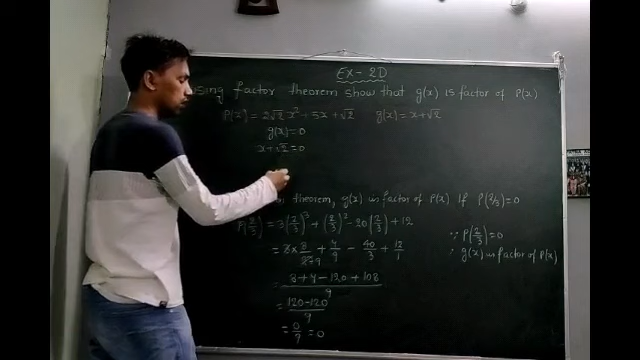 EX-2D
sing factor theorem show that g(x) is factor of P(x)
P(x) = 2√2 x² + 5x + √2 g(x) = x + √2
g(x) = 0
x + √2 = 0
theorem, g(x) is factor of P(x) If P(2/3) = 0
P(2/3) = 3(2/3)³ + (2/3)² - 20(2/3) + 12
= 3 × 8/27 9 + 4/9 - 40/3 + 12/1
∵ P(2/3) = 0
∴ g(x) is factor of P(x)
= 8 + 4 - 120 + 108 / 9
= 120 - 120 / 9
= 0/9 = 0